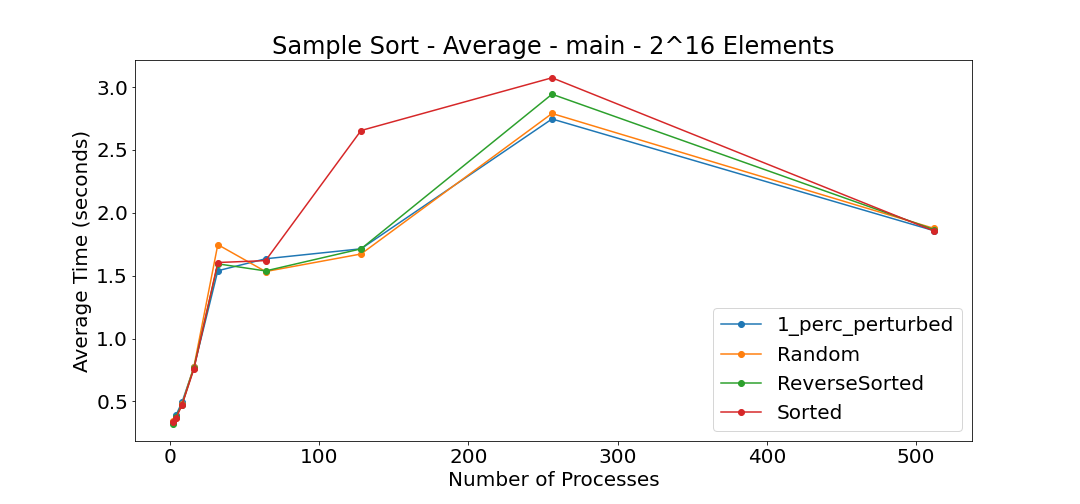 Sample Sort - Average - main - 2^16 Elements
Average Time (seconds)
3.0
2.5
2.0
1.5
1.0
0.5
0 100 200 300 400 500
Number of Processes
1_perc_perturbed
Random
ReverseSorted
Sorted